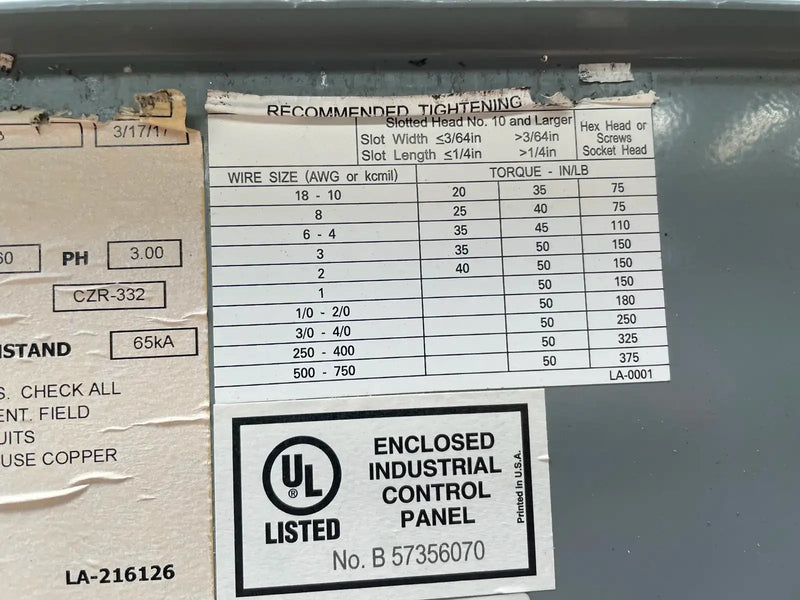 3/17/17
60 PH 3.00
CZR-332
65kA
S. CHECK ALL
ENT. FIELD
UITS
USE COPPER
LA-216126
RECOMMENDED TIGHTENING
Slotted Head No. 10 and Larger
Slot Width ≤3/64in >3/64in
Slot Length ≤1/4in >1/4in
Hex Head or
Screws
Socket Head
WIRE SIZE (AWG or kcmil) TORQUE - IN/LB
18 - 10 20 35 75
8 25 40 75
6 - 4 35 45 110
3 35 50 150
2 40 50 150
1 50 150
1/0 - 2/0 50 180
3/0 - 4/0 50 250
250 - 400 50 325
500 - 750 50 375
LA-0001
UL
®
LISTED
ENCLOSED
INDUSTRIAL
CONTROL
PANEL
Printed in U.S.A.
No. B 57356070